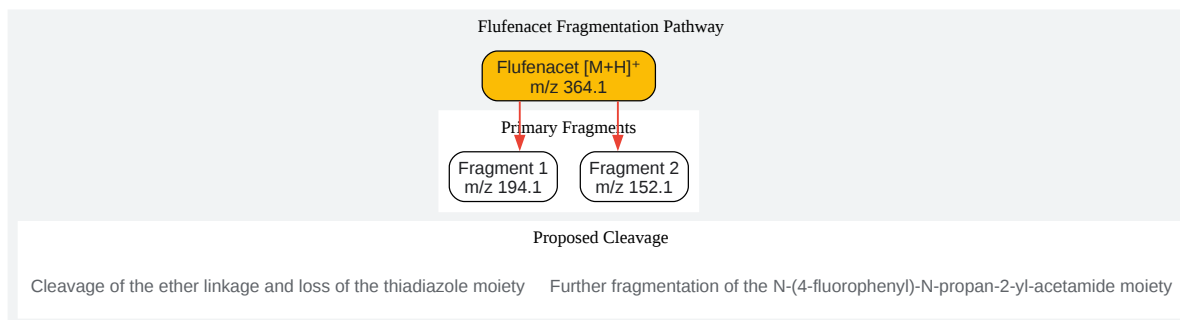 Flufenacet Fragmentation Pathway
Flufenacet [M+H]⁺
m/z 364.1
Primary Fragments
Fragment 1
m/z 194.1
Fragment 2
m/z 152.1
Proposed Cleavage
Cleavage of the ether linkage and loss of the thiadiazole moiety
Further fragmentation of the N-(4-fluorophenyl)-N-propan-2-yl-acetamide moiety